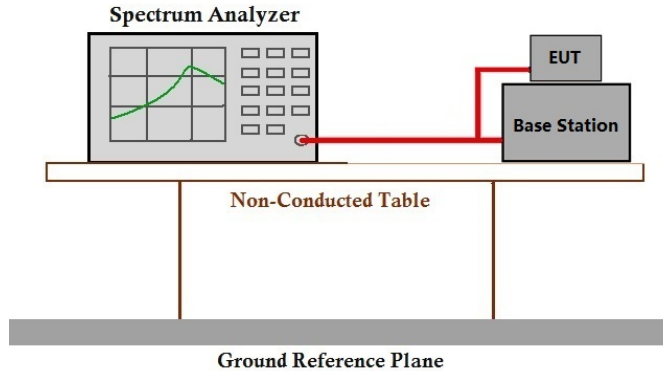 Spectrum Analyzer
EUT
Base Station
Non-Conducted Table
Ground Reference Plane